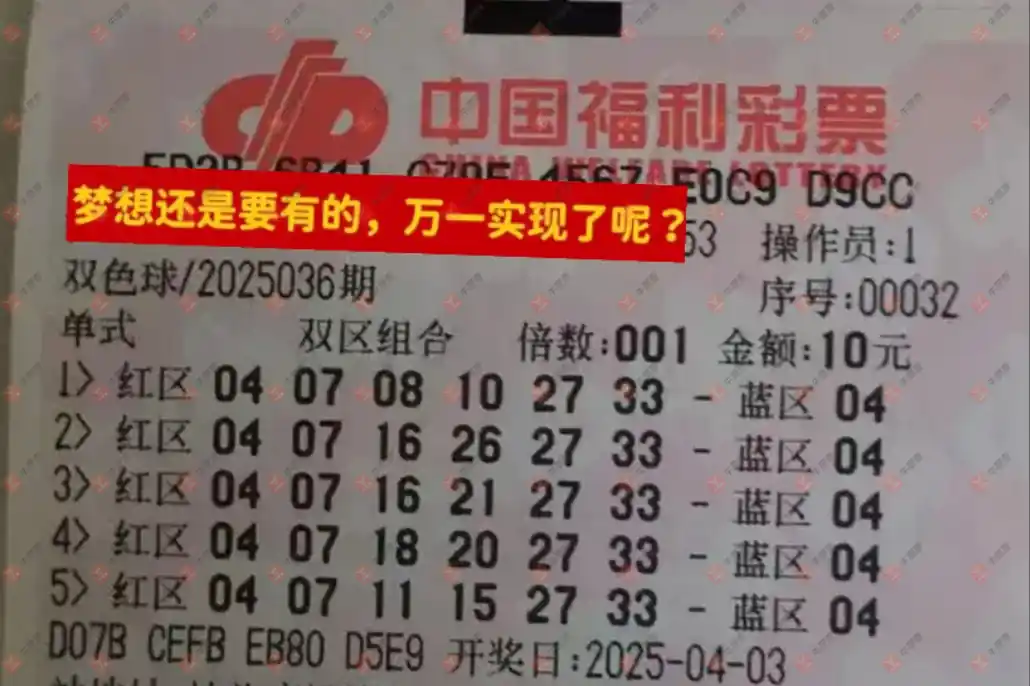 中国福利彩票
CHINA WELFARE LOTTERY
E0C9 D9CC
梦想还是要有的，万一实现了呢？
53 操作员:1
双色球/2025036期 序号:00032
单式 双区组合 倍数:001 金额:10元
1> 红区 04 07 08 10 27 33 - 蓝区 04
2> 红区 04 07 16 26 27 33 - 蓝区 04
3> 红区 04 07 16 21 27 33 - 蓝区 04
4> 红区 04 07 18 20 27 33 - 蓝区 04
5> 红区 04 07 11 15 27 33 - 蓝区 04
D07B CEFB EB80 D5E9 开奖日:2025-04-03